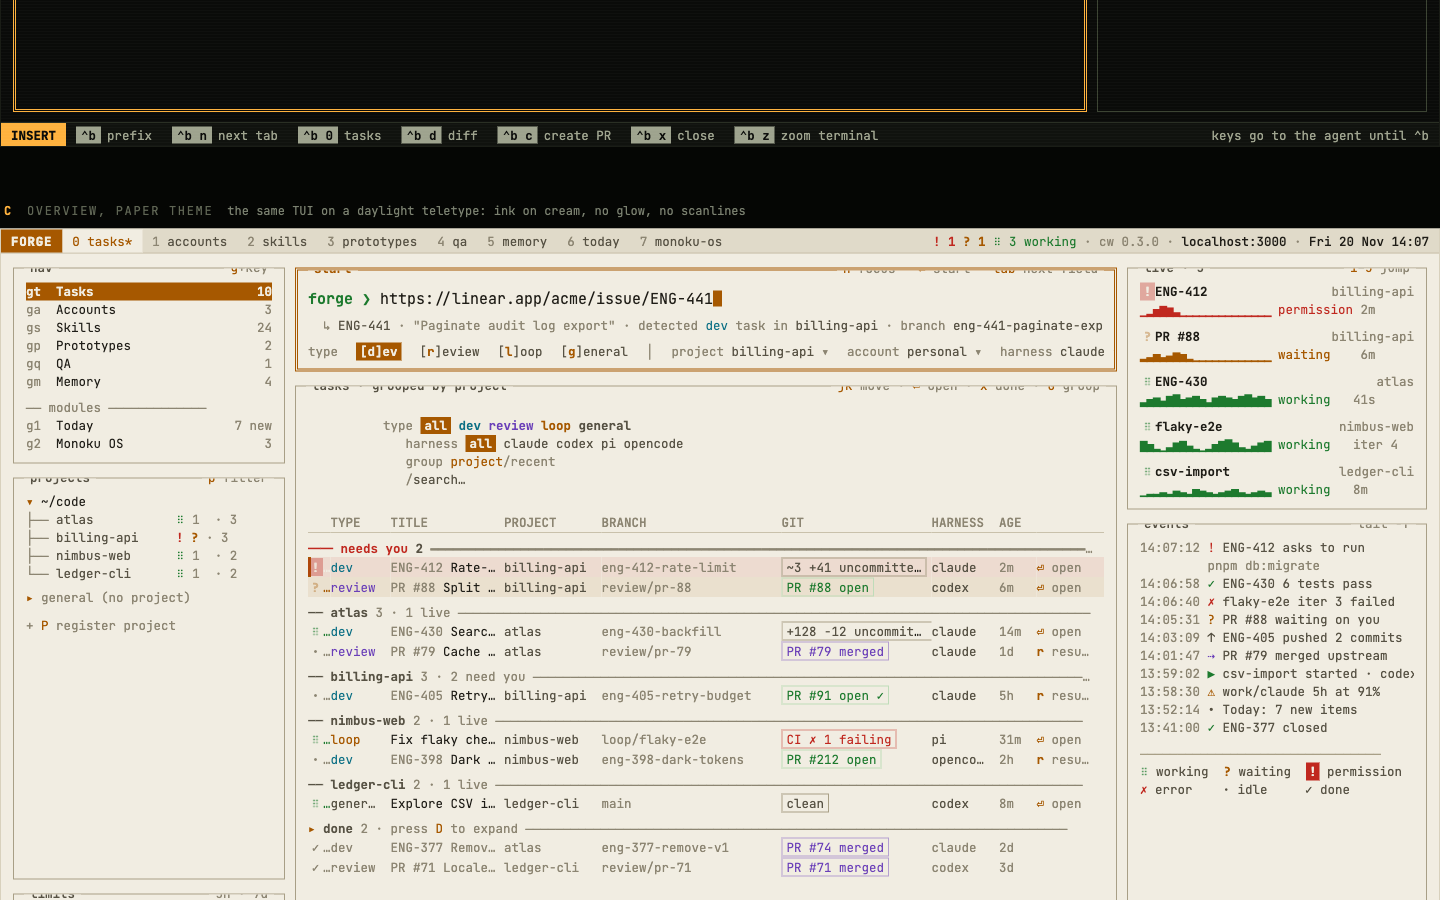 INSERT ^b prefix ^b n next tab ^b 0 tasks ^b d diff ^b c create PR ^b x close ^b z zoom terminal keys go to the agent until ^b
C OVERVIEW, PAPER THEME the same TUI on a daylight teletype: ink on cream, no glow, no scanlines
FORGE 0 tasks* 1 accounts 2 skills 3 prototypes 4 qa 5 memory 6 today 7 monoku-os ! 1 ? 1 ⠿ 3 working · cw 0.3.0 · localhost:3000 · Fri 20 Nov 14:07
gt Tasks 10
ga Accounts 3
gs Skills 24
gp Prototypes 2
gq QA 1
gm Memory 4
── modules ──
g1 Today 7 new
g2 Monoku OS 3
projects
▾ ~/code
├── atlas ⠿ 1 · 3
├── billing-api ! ? · 3
├── nimbus-web ⠿ 1 · 2
└── ledger-cli ⠿ 1 · 2
▸ general (no project)
+ P register project
forge ❯ https://linear.app/acme/issue/ENG-441
↳ ENG-441 · "Paginate audit log export" · detected dev task in billing-api · branch eng-441-paginate-exp
type [d]ev [r]eview [l]oop [g]eneral │ project billing-api ▾ account personal ▾ harness claude
tasks · grouped by project
type all dev review loop general
harness all claude codex pi opencode
group project/recent
/search…
TYPE TITLE PROJECT BRANCH GIT HARNESS AGE
── needs you 2 ──…
! dev ENG-412 Rate-… billing-api eng-412-rate-limit ~3 +41 uncommitte… claude 2m ⏎ open
? …review PR #88 Split … billing-api review/pr-88 PR #88 open codex 6m ⏎ open
── atlas 3 · 1 live ──
⠿ …dev ENG-430 Searc… atlas eng-430-backfill +128 -12 uncommit… claude 14m ⏎ open
· …review PR #79 Cache … atlas review/pr-79 PR #79 merged claude 1d r resu…
── billing-api 3 · 2 need you ──…
· …dev ENG-405 Retry… billing-api eng-405-retry-budget PR #91 open ✓ claude 5h r resu…
── nimbus-web 2 · 1 live ──
⠿ …loop Fix flaky che… nimbus-web loop/flaky-e2e CI ✗ 1 failing pi 31m ⏎ open
· …dev ENG-398 Dark … nimbus-web eng-398-dark-tokens PR #212 open openco… 2h r resu…
── ledger-cli 2 · 1 live ──
⠿ …gener… Explore CSV i… ledger-cli main clean codex 8m ⏎ open
▸ done 2 · press D to expand ──
✓ …dev ENG-377 Remov… atlas eng-377-remove-v1 PR #74 merged claude 2d
✓ …review PR #71 Locale… ledger-cli review/pr-71 PR #71 merged codex 3d
! ENG-412 billing-api
permission 2m
? PR #88 billing-api
waiting 6m
⠿ ENG-430 atlas
working 41s
⠿ flaky-e2e nimbus-web
working iter 4
⠿ csv-import ledger-cli
working 8m
events
14:07:12 ! ENG-412 asks to run
pnpm db:migrate
14:06:58 ✓ ENG-430 6 tests pass
14:06:40 ✗ flaky-e2e iter 3 failed
14:05:31 ? PR #88 waiting on you
14:03:09 ↑ ENG-405 pushed 2 commits
14:01:47 ⇢ PR #79 merged upstream
13:59:02 ▶ csv-import started · codex
13:58:30 ⚠ work/claude 5h at 91%
13:52:14 • Today: 7 new items
13:41:00 ✓ ENG-377 closed
⠿ working ? waiting ! permission
✗ error · idle ✓ done